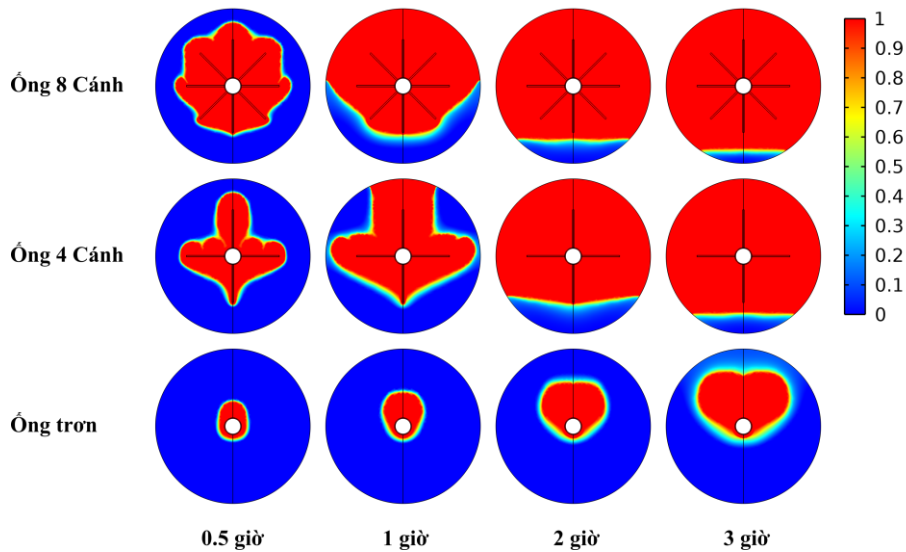 Ống 8 Cánh
Ống 4 Cánh
Ống trơn
0.5 giờ
1 giờ
2 giờ
3 giờ
1
0.9
0.8
0.7
0.6
0.5
0.4
0.3
0.2
0.1
0